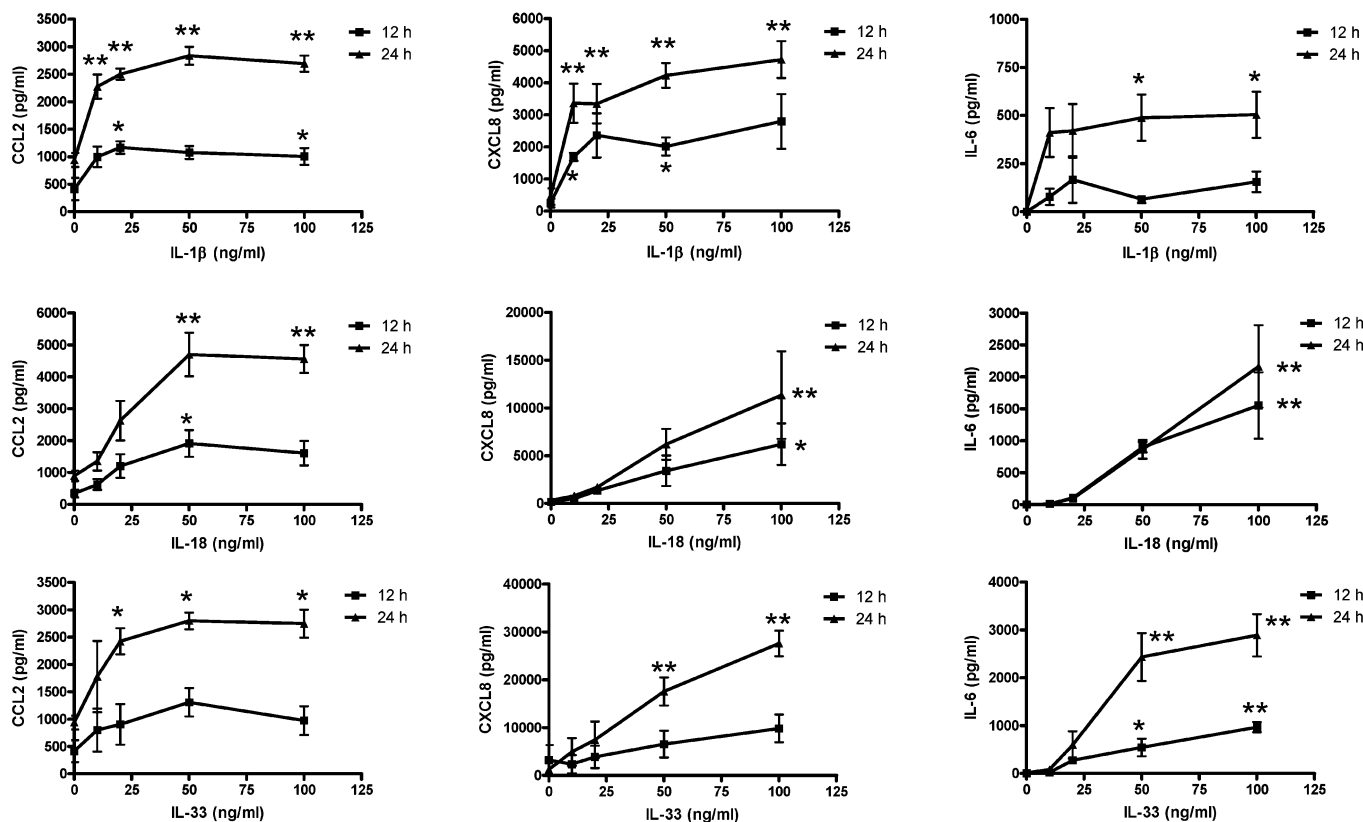 CCL2 (pg/ml)
3500
3000
2500
2000
1500
1000
500
0
** ** ** **
* *
0 25 50 75 100 125
IL-1β (ng/ml)
12 h
24 h
CXCL8 (pg/ml)
6000
5000
4000
3000
2000
1000
0
** ** ** **
* *
0 25 50 75 100 125
IL-1β (ng/ml)
12 h
24 h
IL-6 (pg/ml)
1000
750
500
250
0
* *
0 25 50 75 100 125
IL-1β (ng/ml)
12 h
24 h
CCL2 (pg/ml)
6000
5000
4000
3000
2000
1000
0
** **
*
0 25 50 75 100 125
IL-18 (ng/ml)
12 h
24 h
CXCL8 (pg/ml)
20000
15000
10000
5000
0
**
*
0 25 50 75 100 125
IL-18 (ng/ml)
12 h
24 h
IL-6 (pg/ml)
3000
2500
2000
1500
1000
500
0
**
**
0 25 50 75 100 125
IL-18 (ng/ml)
12 h
24 h
CCL2 (pg/ml)
3500
3000
2500
2000
1500
1000
500
0
* * *
0 25 50 75 100 125
IL-33 (ng/ml)
12 h
24 h
CXCL8 (pg/ml)
40000
30000
20000
10000
0
** **
0 25 50 75 100 125
IL-33 (ng/ml)
12 h
24 h
IL-6 (pg/ml)
4000
3000
2000
1000
0
** **
* **
0 25 50 75 100 125
IL-33 (ng/ml)
12 h
24 h